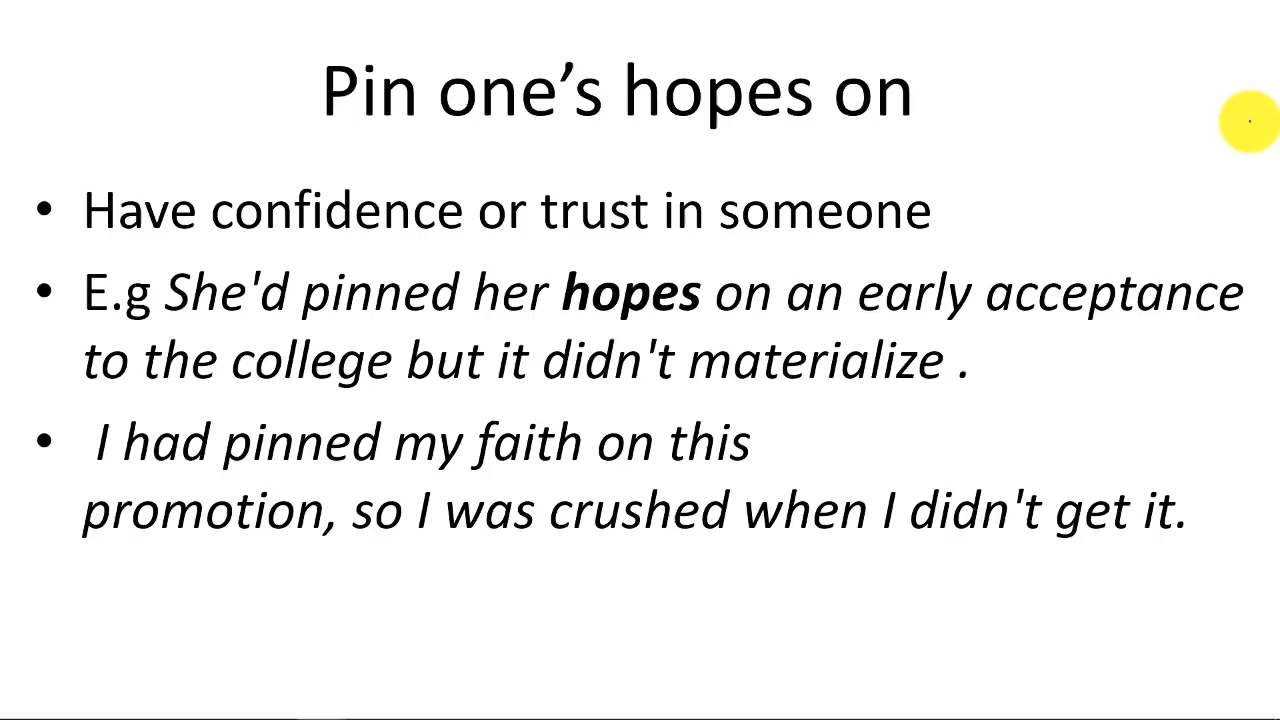 Pin one’s hopes on
• Have confidence or trust in someone
• E.g She'd pinned her hopes on an early acceptance
to the college but it didn't materialize .
• I had pinned my faith on this
promotion, so I was crushed when I didn't get it.